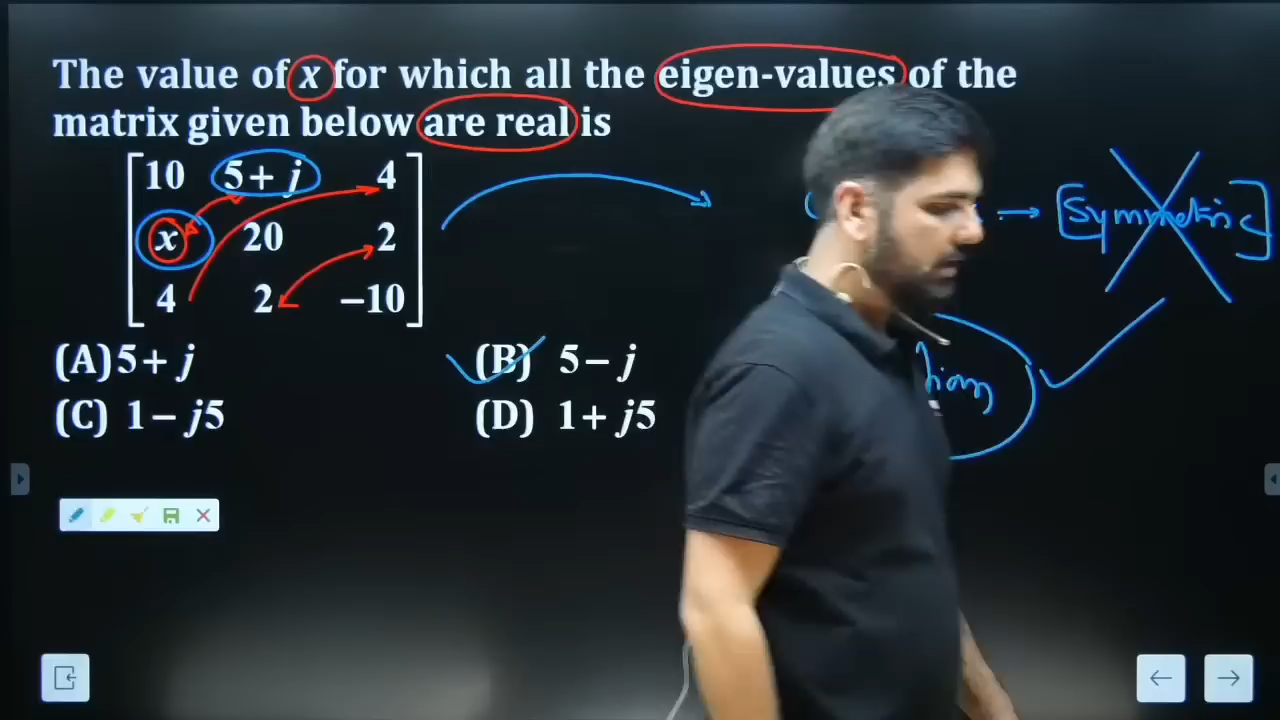 The value of x for which all the eigen-values of the
matrix given below are real is
10 5+ j 4
x 20 2
4 2 −10
(A) 5+ j (B) 5− j
(C) 1− j5 (D) 1+ j5
[Symmetric]